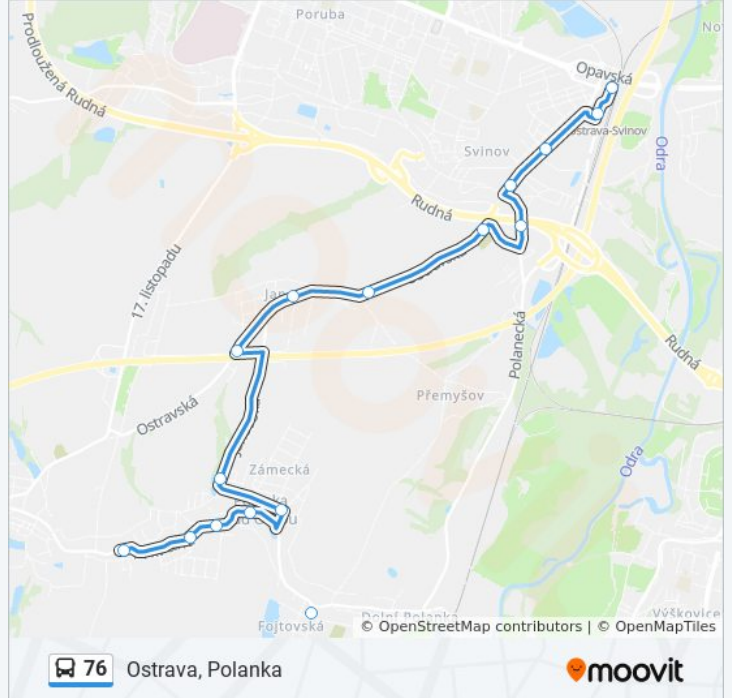 Poruba
Prodloužená Rudná
Opavská
Svinov
Ostrava-Svinov
Odra
Rudná
17. listopadu
Polanecká
Rudná
Přemyšov
Ostravská
Odra
Zámecká
Fojtovská
Dolní Polanka
Výškovice
© OpenStreetMap contributors | © OpenMapTiles
76 Ostrava, Polanka
moovit